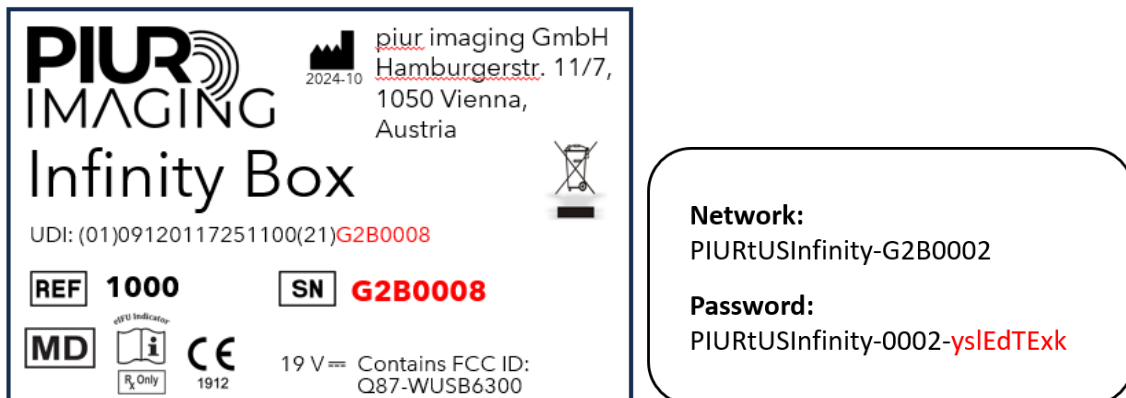 PIUR
IMAGING
2024-10
piur imaging GmbH
Hamburgerstr. 11/7,
1050 Vienna,
Austria
Infinity Box
UDI: (01)09120117251100(21)G2B0008
REF 1000
SN G2B0008
MD
eIFU Indicator
i
Rx Only
CE
1912
19 V⎓ Contains FCC ID:
Q87-WUSB6300
Network:
PIURtUSInfinity-G2B0002
Password:
PIURtUSInfinity-0002-yslEdTExk